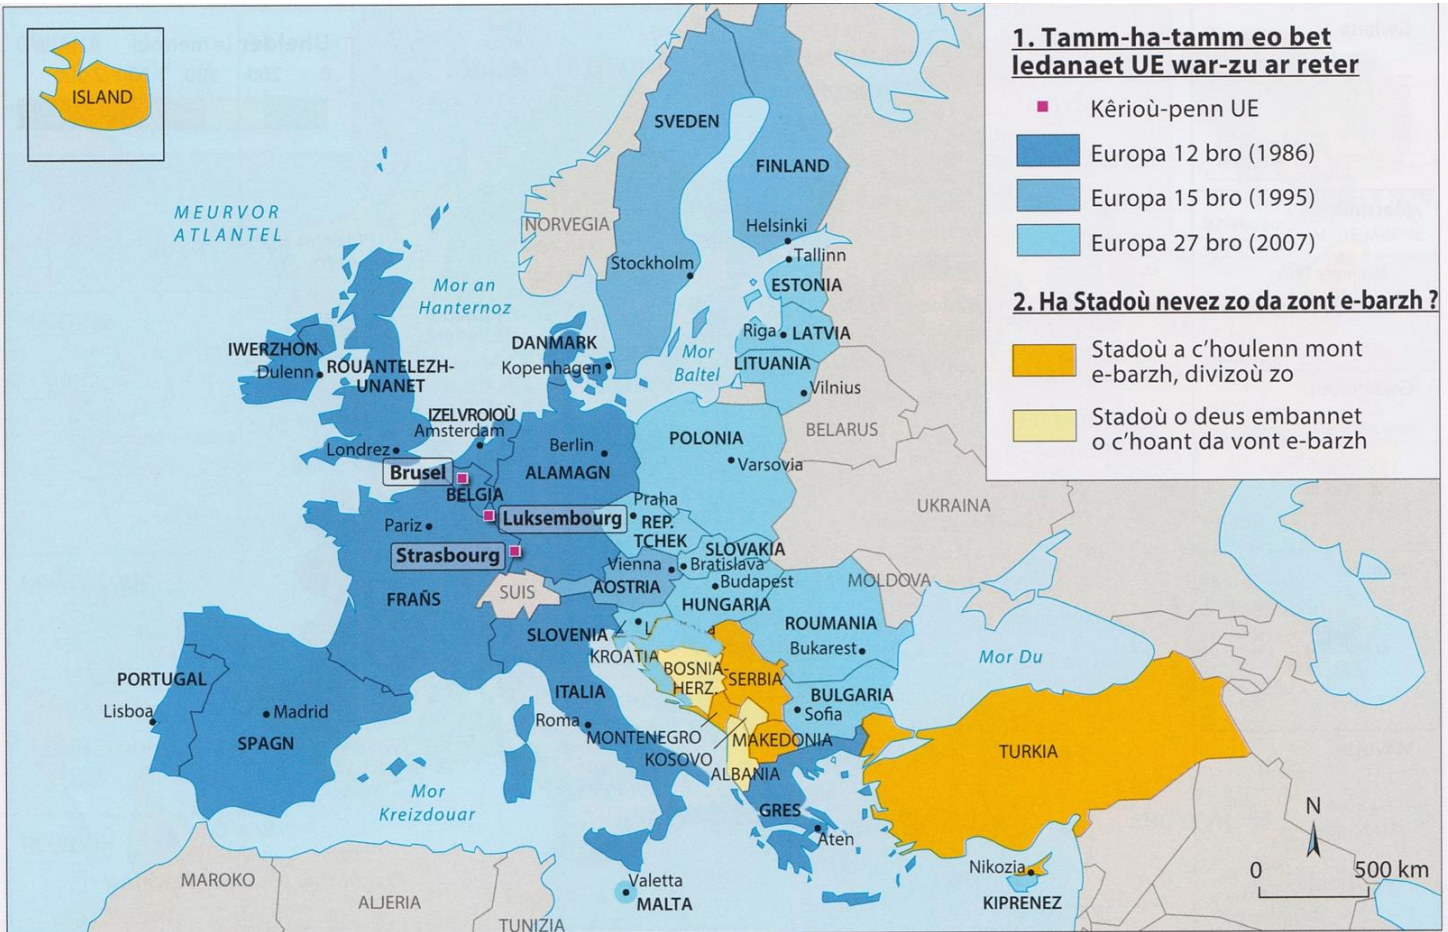 ISLAND
MEURVOR
ATLANTEL
SVEDEN
FINLAND
NORVEGIA
Helsinki
Tallinn
Stockholm
ESTONIA
Mor an
Hanternoz
Riga
LATVIA
IWERZHON
DANMARK
Mor
Baltel
LITUANIA
Dulenn
ROUANTELEZH-
UNANET
Kopenhagen
Vilnius
IZELVROIOÙ
Amsterdam
BELARUS
Londrez
Berlin
POLONIA
Brusel
ALAMAGN
Varsovia
BELGIA
Praha
UKRAINA
Pariz
Luksembourg
REP.
TCHEK
Strasbourg
SLOVAKIA
Vienna
Bratislava
SUIS
AOSTRIA
Budapest
MOLDOVA
FRAÑS
HUNGARIA
SLOVENIA
ROUMANIA
KROATIA
Bukarest
Mor Du
BOSNIA-
HERZ.
SERBIA
PORTUGAL
ITALIA
BULGARIA
Lisboa
Madrid
Roma
Sofia
SPAGN
MONTENEGRO
MAKEDONIA
TURKIA
KOSOVO
ALBANIA
Mor
Kreizdouar
GRES
Aten
MAROKO
Valetta
MALTA
Nikozia
KIPRENEZ
ALJERIA
TUNIZIA
1. Tamm-ha-tamm eo bet
ledanaet UE war-zu ar reter
Kêrioù-penn UE
Europa 12 bro (1986)
Europa 15 bro (1995)
Europa 27 bro (2007)
2. Ha Stadoù nevez zo da zont e-barzh ?
Stadoù a c'houlenn mont
e-barzh, divizoù zo
Stadoù o deus embannet
o c'hoant da vont e-barzh
N
0 500 km